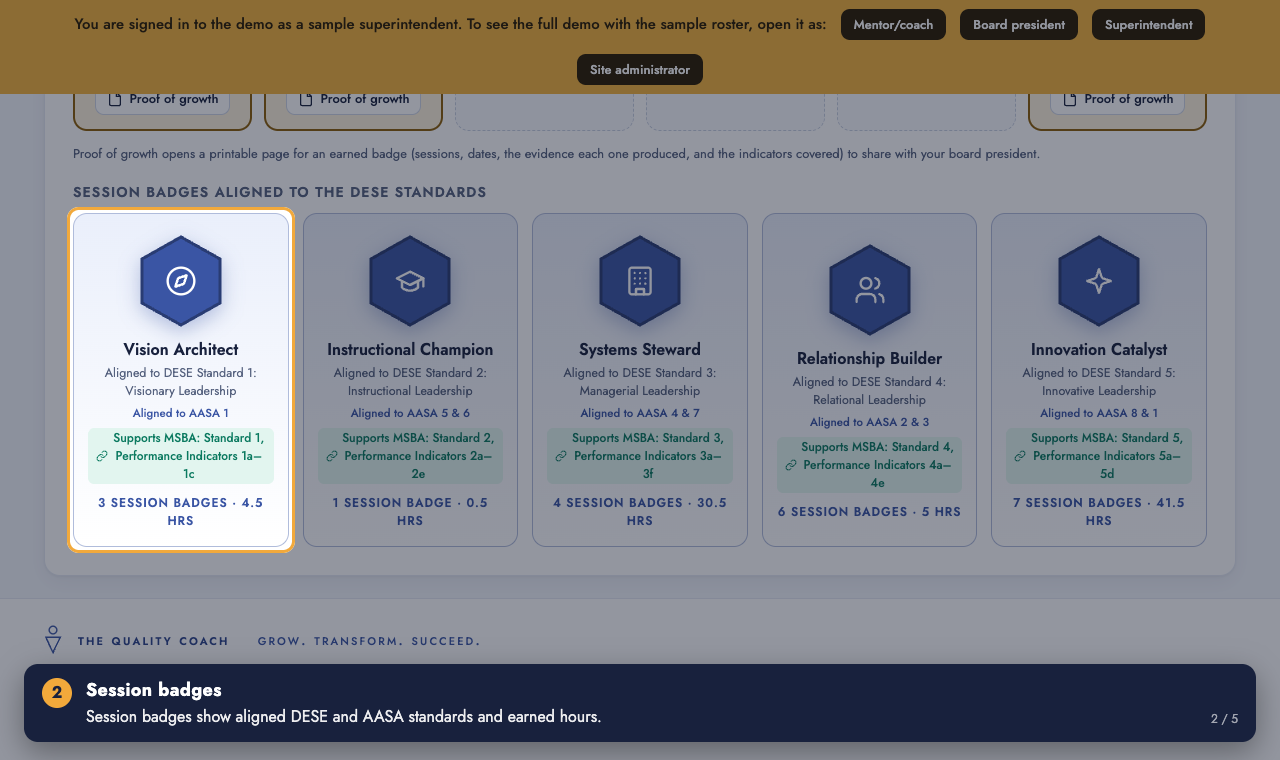 You are signed in to the demo as a sample superintendent. To see the full demo with the sample roster, open it as: Mentor/coach Board president Superintendent
Site administrator
Proof of growth Proof of growth Proof of growth
Proof of growth opens a printable page for an earned badge (sessions, dates, the evidence each one produced, and the indicators covered) to share with your board president.
SESSION BADGES ALIGNED TO THE DESE STANDARDS
Vision Architect
Aligned to DESE Standard 1:
Visionary Leadership
Aligned to AASA 1
Supports MSBA: Standard 1,
Performance Indicators 1a–
1c
3 SESSION BADGES · 4.5
HRS
Instructional Champion
Aligned to DESE Standard 2:
Instructional Leadership
Aligned to AASA 5 & 6
Supports MSBA: Standard 2,
Performance Indicators 2a–
2e
1 SESSION BADGE · 0.5
HRS
Systems Steward
Aligned to DESE Standard 3:
Managerial Leadership
Aligned to AASA 4 & 7
Supports MSBA: Standard 3,
Performance Indicators 3a–
3f
4 SESSION BADGES · 30.5
HRS
Relationship Builder
Aligned to DESE Standard 4:
Relational Leadership
Aligned to AASA 2 & 3
Supports MSBA: Standard 4,
Performance Indicators 4a–
4e
6 SESSION BADGES · 5 HRS
Innovation Catalyst
Aligned to DESE Standard 5:
Innovative Leadership
Aligned to AASA 8 & 1
Supports MSBA: Standard 5,
Performance Indicators 5a–
5d
7 SESSION BADGES · 41.5
HRS
THE QUALITY COACH GROW. TRANSFORM. SUCCEED.
2 Session badges
Session badges show aligned DESE and AASA standards and earned hours.
2 / 5